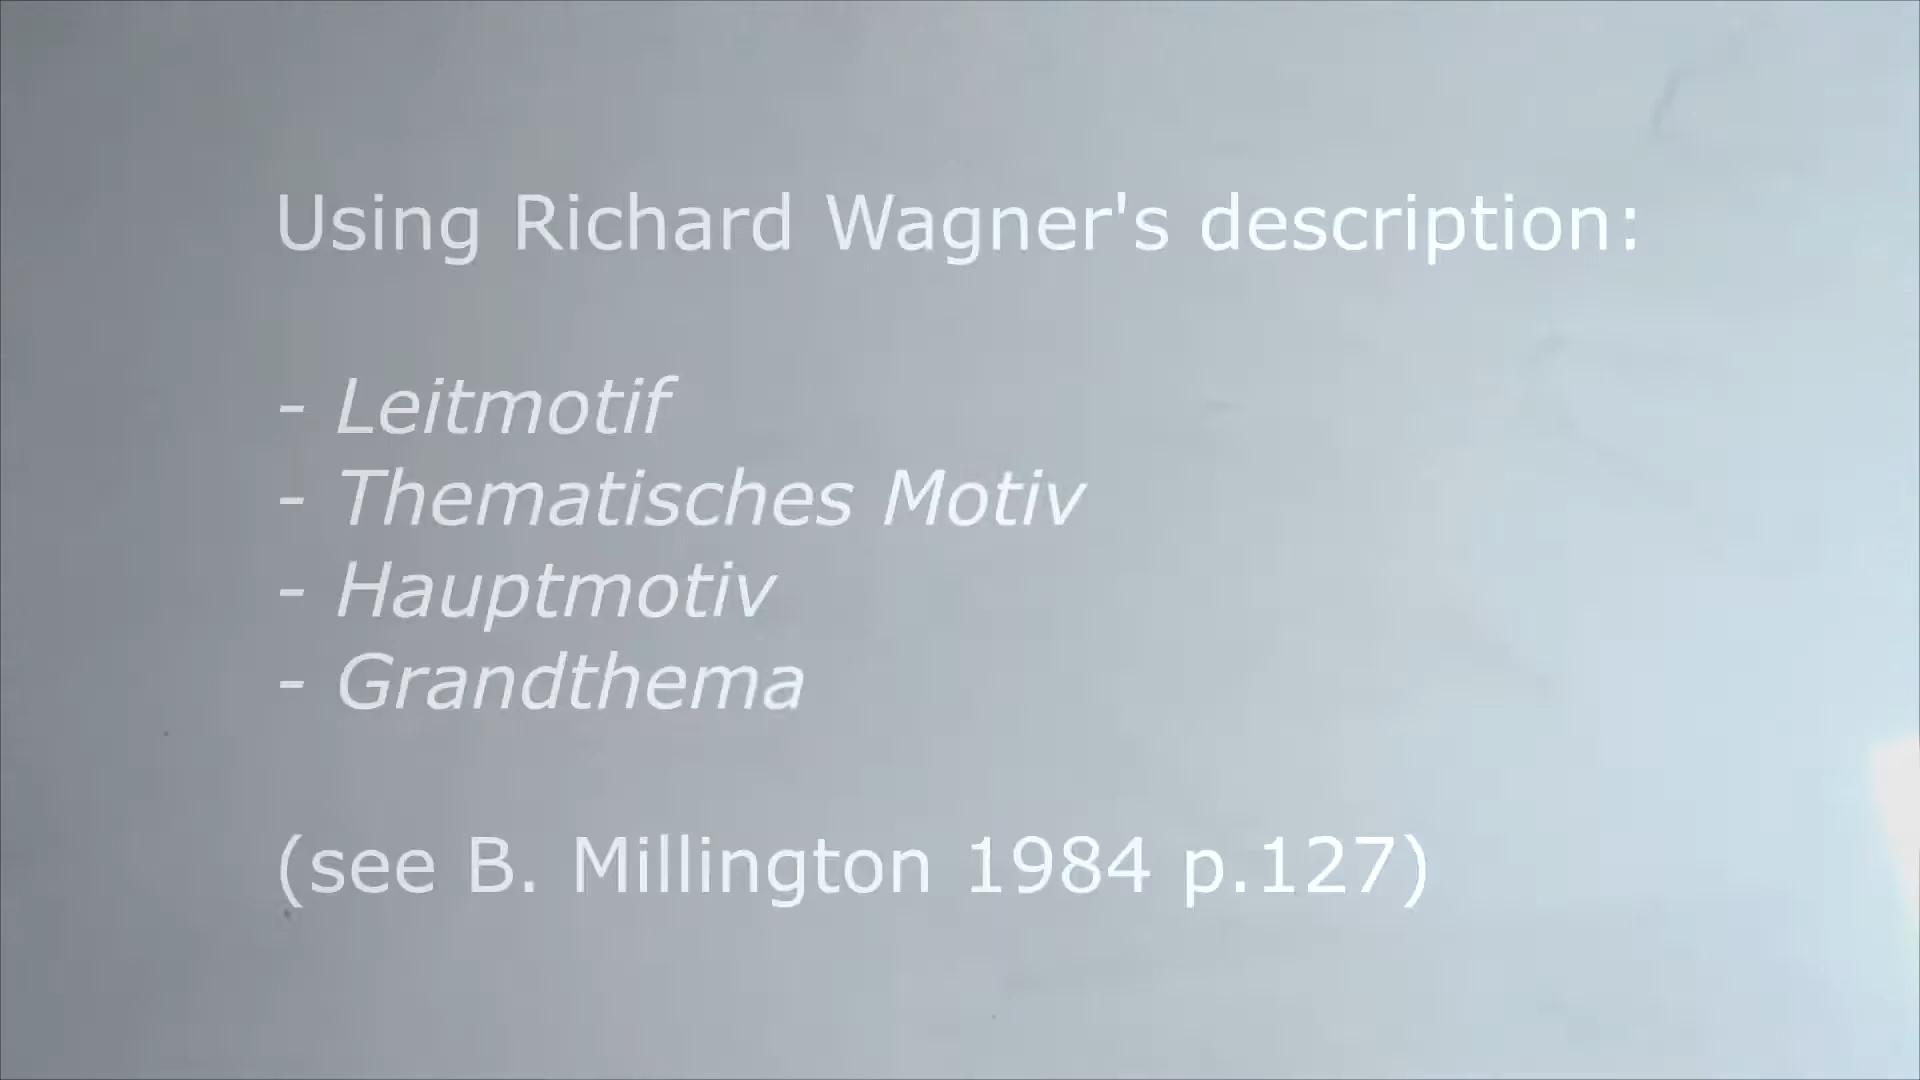 Using Richard Wagner's description:
- Leitmotif
- Thematisches Motiv
- Hauptmotiv
- Grandthema
(see B. Millington 1984 p.127)